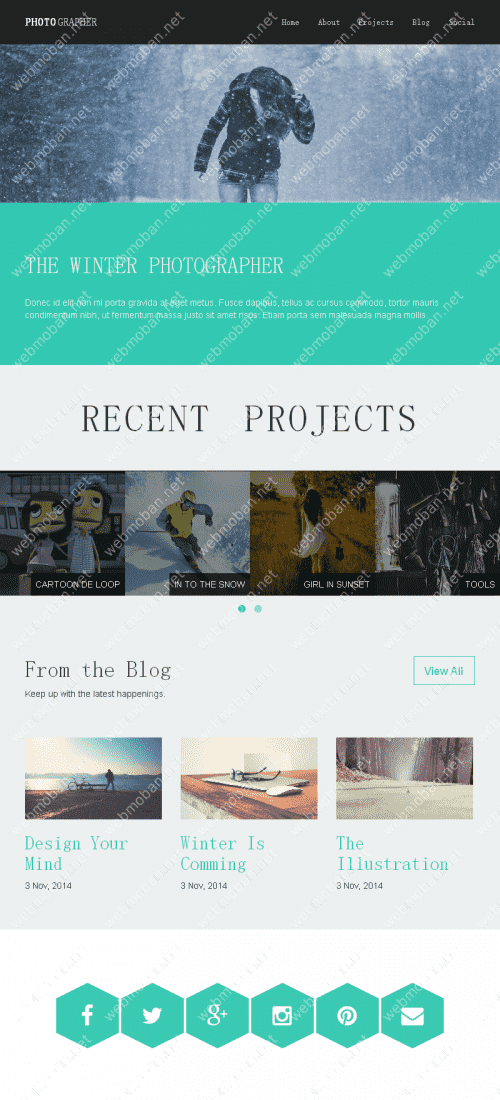 PHOTOGRAPHER
Home About Projects Blog Social
THE WINTER PHOTOGRAPHER
Donec id elit non mi porta gravida at eget metus. Fusce dapibus, tellus ac cursus commodo, tortor mauris
condimentum nibh, ut fermentum massa justo sit amet risus. Etiam porta sem malesuada magna mollis
RECENT PROJECTS
CARTOON DE LOOP
IN TO THE SNOW
GIRL IN SUNSET
TOOLS
From the Blog
View All
Keep up with the latest happenings.
Design Your
Mind
3 Nov, 2014
Winter Is
Comming
3 Nov, 2014
The
Illustration
3 Nov, 2014
webmoban.net